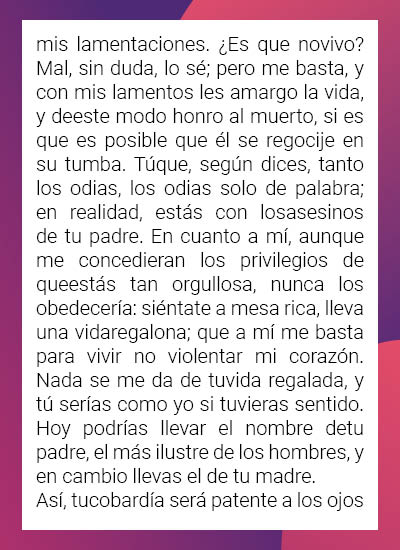 mis lamentaciones. ¿Es que novivo?
Mal, sin duda, lo sé; pero me basta, y
con mis lamentos les amargo la vida,
y deeste modo honro al muerto, si es
que es posible que él se regocije en
su tumba. Túque, según dices, tanto
los odias, los odias solo de palabra;
en realidad, estás con losasesinos
de tu padre. En cuanto a mí, aunque
me concedieran los privilegios de
queestás tan orgullosa, nunca los
obedecería: siéntate a mesa rica, lleva
una vidaregalona; que a mí me basta
para vivir no violentar mi corazón.
Nada se me da de tuvida regalada, y
tú serías como yo si tuvieras sentido.
Hoy podrías llevar el nombre detu
padre, el más ilustre de los hombres, y
en cambio llevas el de tu madre.
Así, tucobardía será patente a los ojos